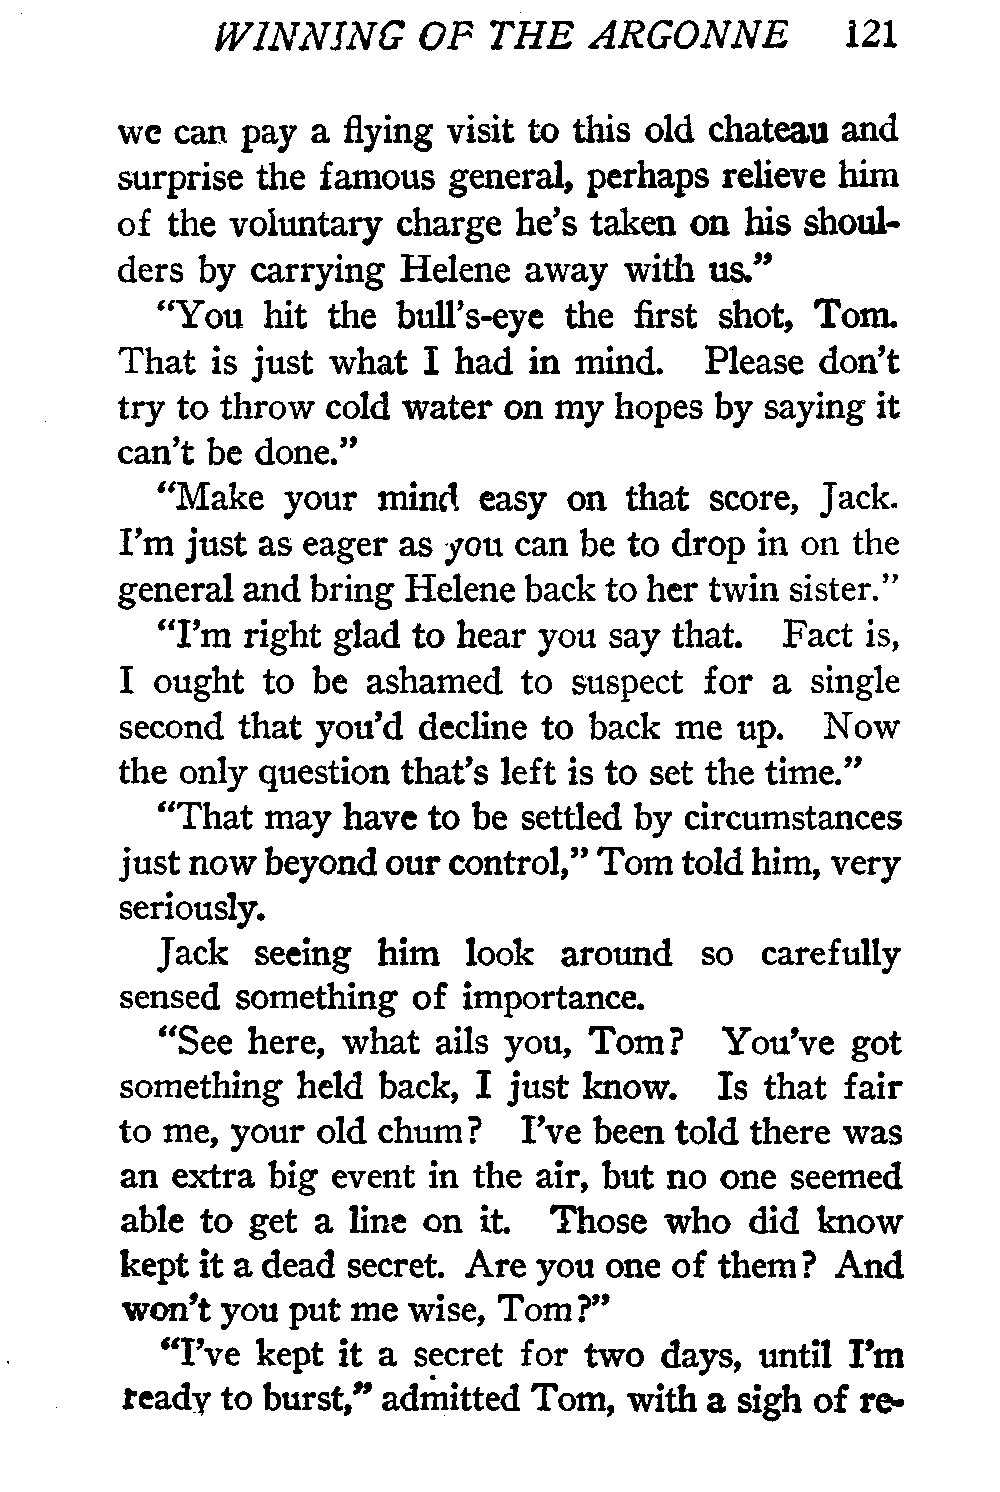 WINNING OF THE ARGONNE 121
we can pay a flying visit to this old chateau and
surprise the famous general, perhaps relieve him
of the voluntary charge he's taken on his shoul-
ders by carrying Helene away with us."
"You hit the bull's-eye the first shot, Tom.
That is just what I had in mind. Please don't
try to throw cold water on my hopes by saying it
can't be done."
"Make your mind easy on that score, Jack.
I'm just as eager as you can be to drop in on the
general and bring Helene back to her twin sister."
"I'm right glad to hear you say that. Fact is,
I ought to be ashamed to suspect for a single
second that you'd decline to back me up. Now
the only question that's left is to set the time."
"That may have to be settled by circumstances
just now beyond our control," Tom told him, very
seriously.
Jack seeing him look around so carefully
sensed something of importance.
"See here, what ails you, Tom? You've got
something held back, I just know. Is that fair
to me, your old chum? I've been told there was
an extra big event in the air, but no one seemed
able to get a line on it. Those who did know
kept it a dead secret. Are you one of them? And
won't you put me wise, Tom?"
"I've kept it a secret for two days, until I'm
ready to burst," admitted Tom, with a sigh of re-